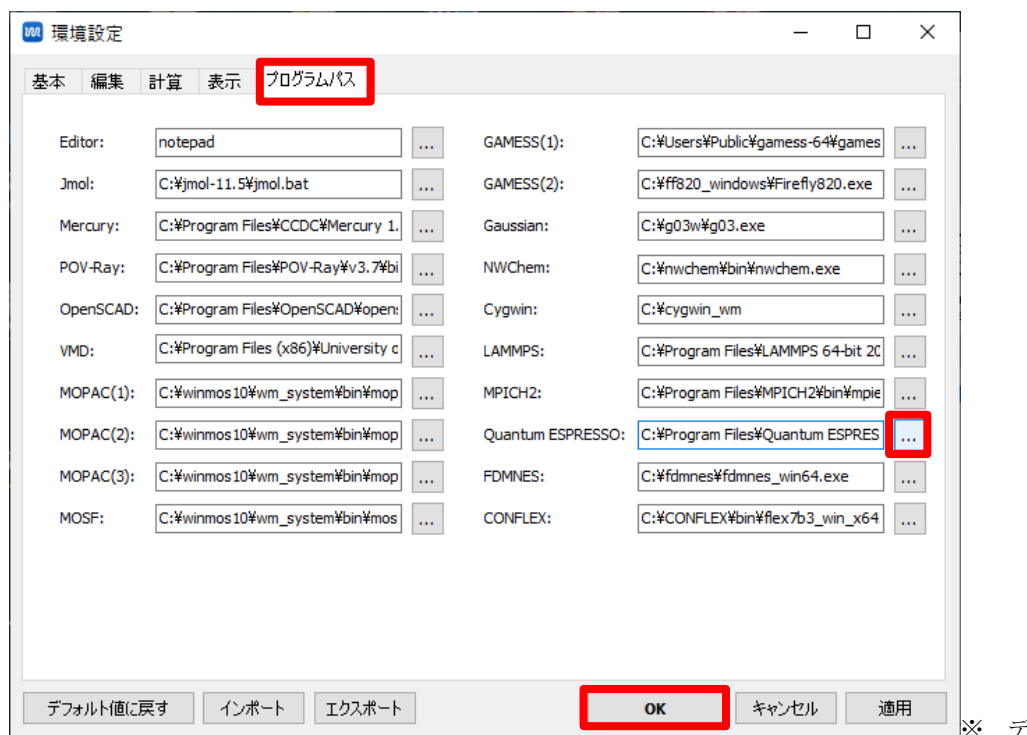 環境設定
基本 編集 計算 表示 プログラムパス
Editor: notepad ... GAMESS(1): C:¥Users¥Public¥gamess-64¥games ...
Jmol: C:¥jmol-11.5¥jmol.bat ... GAMESS(2): C:¥ff820_windows¥Firefly820.exe ...
Mercury: C:¥Program Files¥CCDC¥Mercury 1. ... Gaussian: C:¥g03w¥g03.exe ...
POV-Ray: C:¥Program Files¥POV-Ray¥v3.7¥bi ... NWChem: C:¥nwchem¥bin¥nwchem.exe ...
OpenSCAD: C:¥Program Files¥OpenSCAD¥open ... Cygwin: C:¥cygwin_wm ...
VMD: C:¥Program Files (x86)¥University c ... LAMMPS: C:¥Program Files¥LAMMPS 64-bit 20 ...
MOPAC(1): C:¥winmos10¥wm_system¥bin¥mop ... MPICH2: C:¥Program Files¥MPICH2¥bin¥mpie ...
MOPAC(2): C:¥winmos10¥wm_system¥bin¥mop ... Quantum ESPRESSO: C:¥Program Files¥Quantum ESPRES ...
MOPAC(3): C:¥winmos10¥wm_system¥bin¥mop ... FDMNES: C:¥fdmnes¥fdmnes_win64.exe ...
MOSF: C:¥winmos10¥wm_system¥bin¥mos ... CONFLEX: C:¥CONFLEX¥bin¥flex7b3_win_x64 ...
デフォルト値に戻す インポート エクスポート OK キャンセル 適用
※ デ